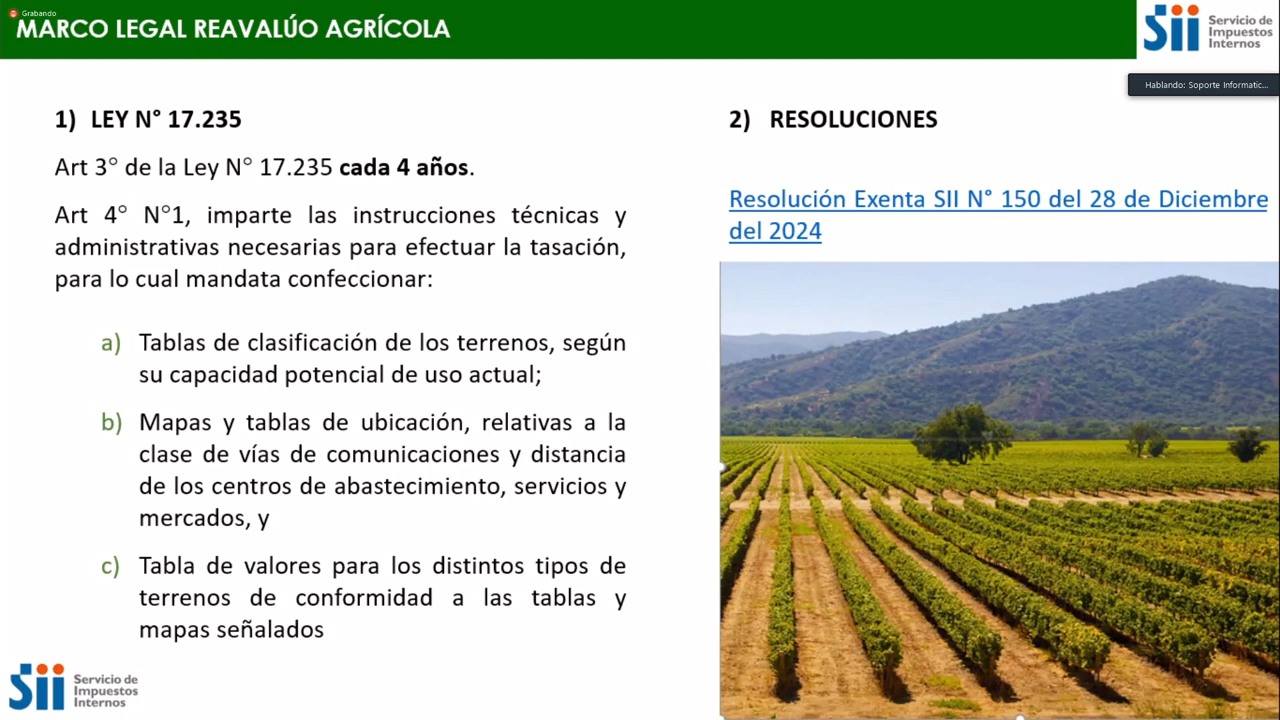 Grabando
MARCO LEGAL REAVALÚO AGRÍCOLA
Sii Servicio de
Impuestos
Internos
Hablando: Soporte Informatic...
1) LEY N° 17.235
Art 3° de la Ley N° 17.235 cada 4 años.
Art 4° N°1, imparte las instrucciones técnicas y
administrativas necesarias para efectuar la tasación,
para lo cual mandata confeccionar:
a) Tablas de clasificación de los terrenos, según
su capacidad potencial de uso actual;
b) Mapas y tablas de ubicación, relativas a la
clase de vías de comunicaciones y distancia
de los centros de abastecimiento, servicios y
mercados, y
c) Tabla de valores para los distintos tipos de
terrenos de conformidad a las tablas y
mapas señalados
2) RESOLUCIONES
Resolución Exenta SII N° 150 del 28 de Diciembre
del 2024
Sii Servicio de
Impuestos
Internos